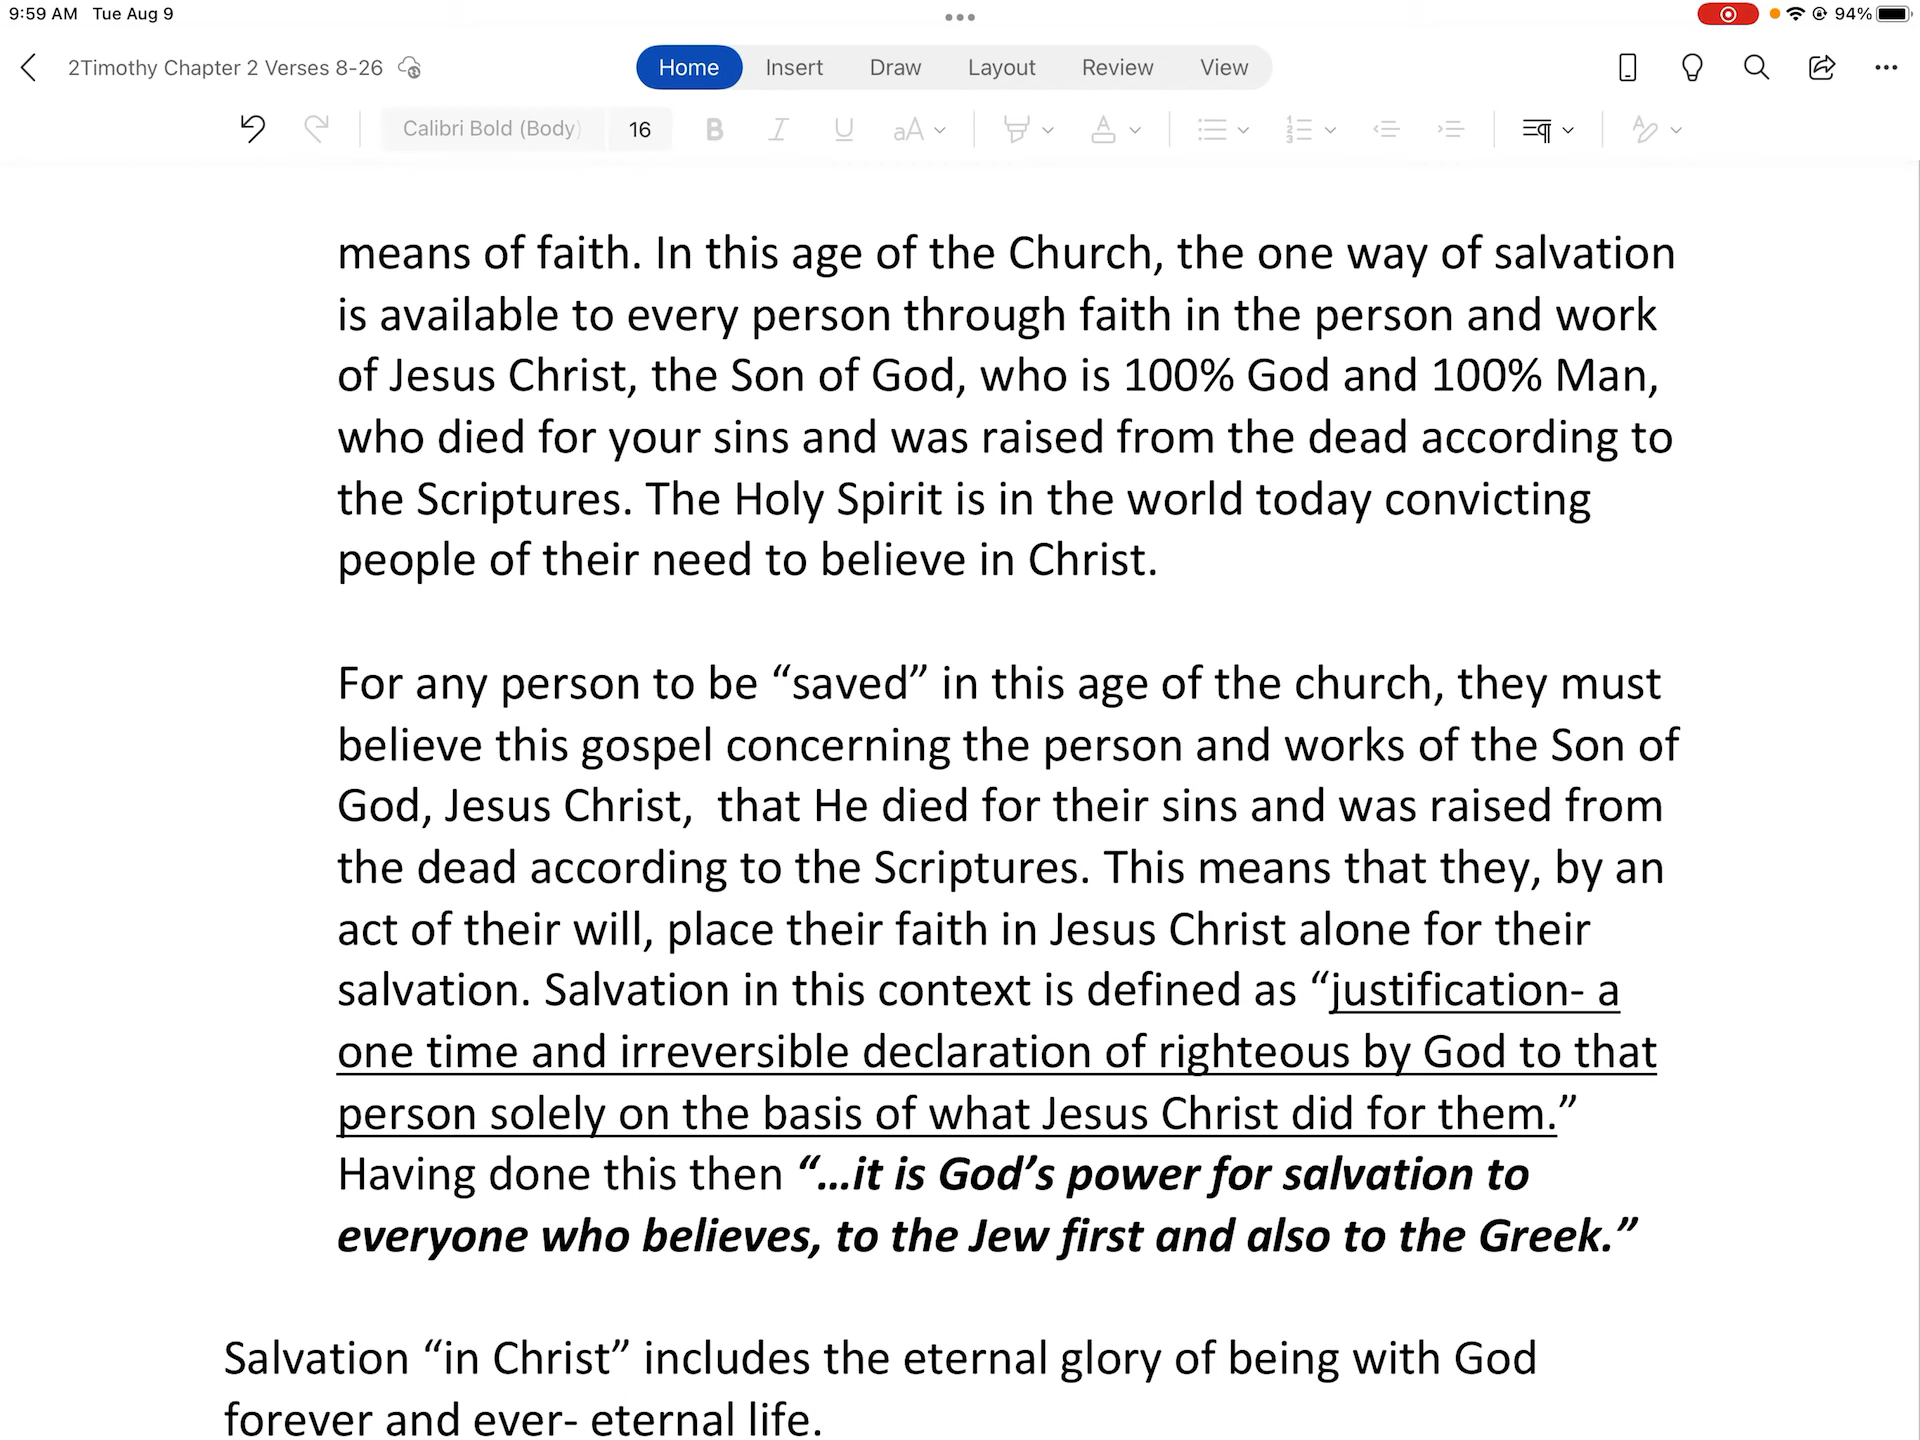 9:59 AM Tue Aug 9
94%
2Timothy Chapter 2 Verses 8-26
Home Insert Draw Layout Review View
Calibri Bold (Body) 16 B I U aA A
means of faith. In this age of the Church, the one way of salvation
is available to every person through faith in the person and work
of Jesus Christ, the Son of God, who is 100% God and 100% Man,
who died for your sins and was raised from the dead according to
the Scriptures. The Holy Spirit is in the world today convicting
people of their need to believe in Christ.
For any person to be “saved” in this age of the church, they must
believe this gospel concerning the person and works of the Son of
God, Jesus Christ,  that He died for their sins and was raised from
the dead according to the Scriptures. This means that they, by an
act of their will, place their faith in Jesus Christ alone for their
salvation. Salvation in this context is defined as “justification- a
one time and irreversible declaration of righteous by God to that
person solely on the basis of what Jesus Christ did for them.”
Having done this then “...it is God’s power for salvation to
everyone who believes, to the Jew first and also to the Greek.”
Salvation “in Christ” includes the eternal glory of being with God
forever and ever- eternal life.